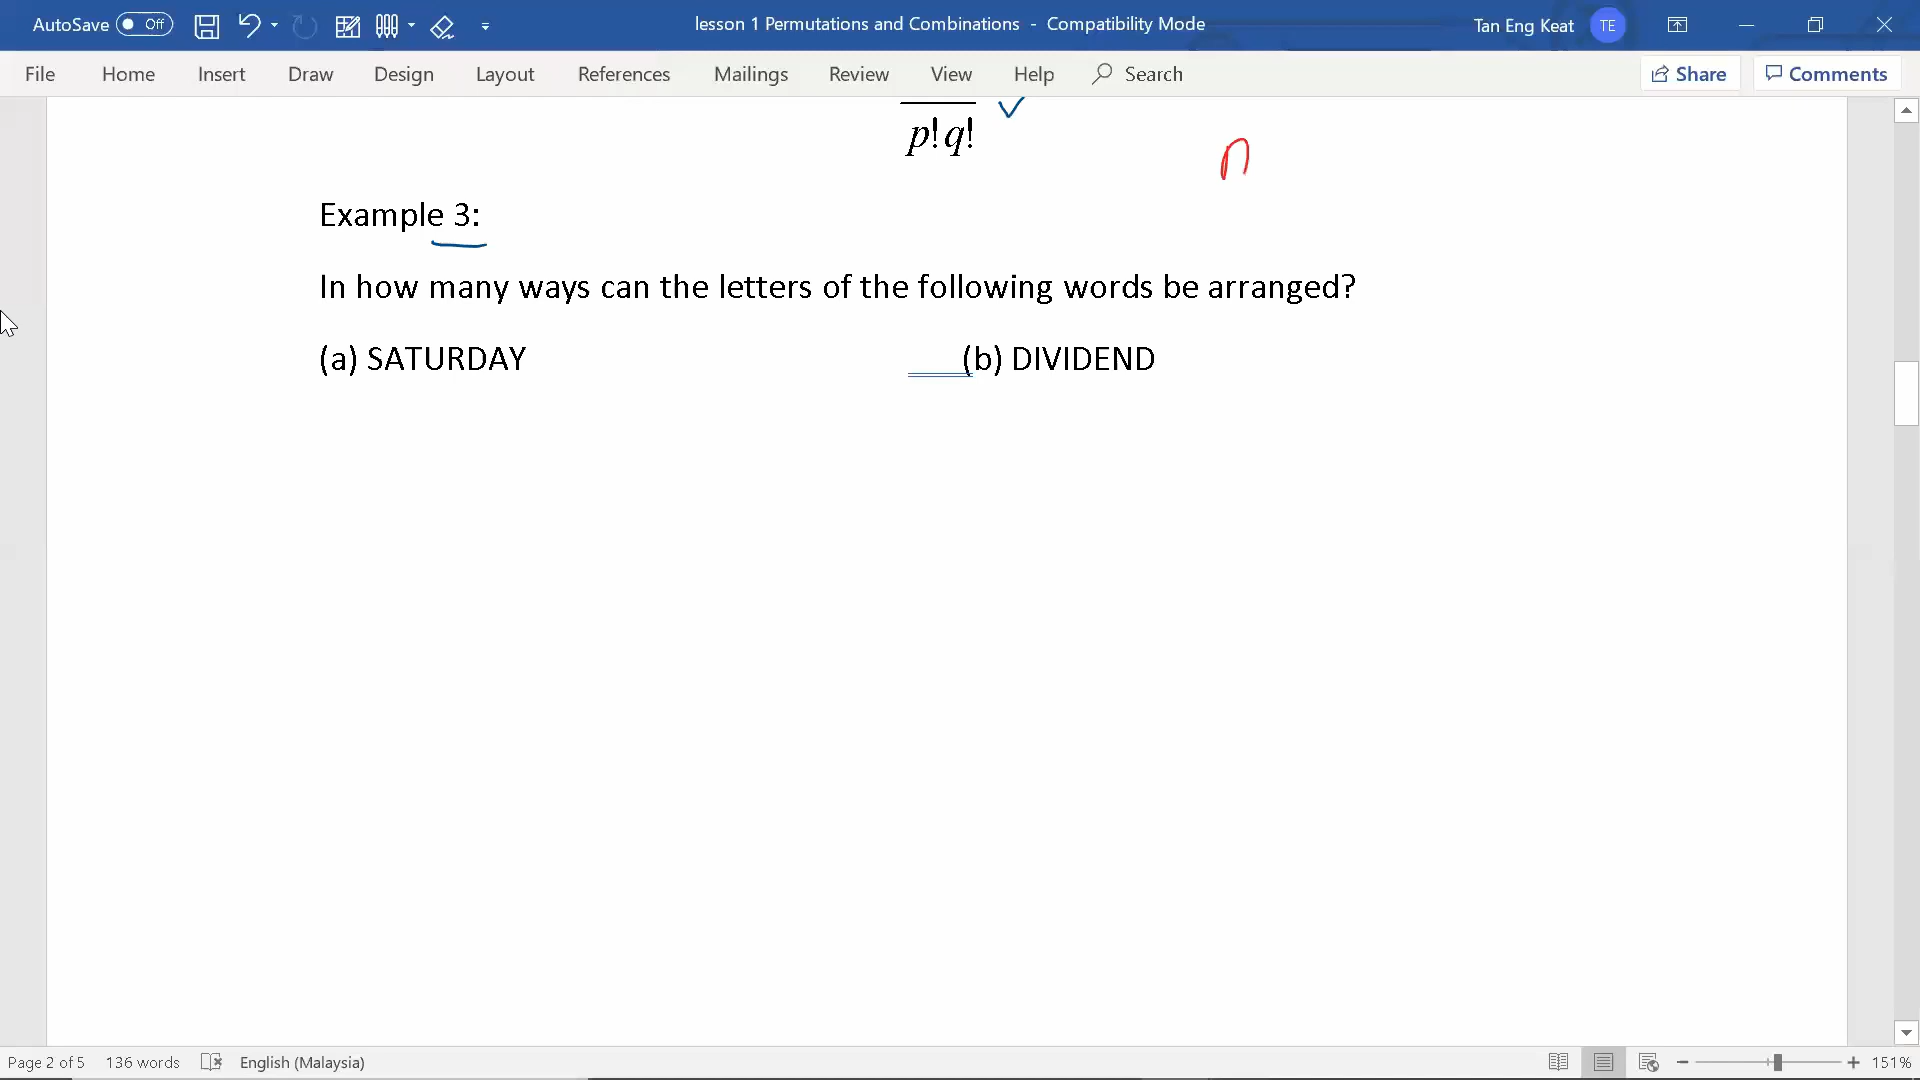 AutoSave Off lesson 1 Permutations and Combinations - Compatibility Mode Tan Eng Keat TE
File Home Insert Draw Design Layout References Mailings Review View Help Search Share Comments
p!q!
n
Example 3:
In how many ways can the letters of the following words be arranged?
(a) SATURDAY (b) DIVIDEND
Page 2 of 5 136 words English (Malaysia) 151%